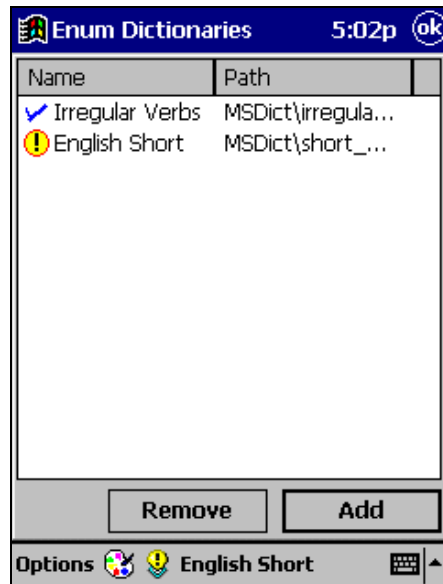 Enum Dictionaries 5:02p ok
Name Path
Irregular Verbs MSDict\irregula...
English Short MSDict\short_...
Remove Add
Options English Short